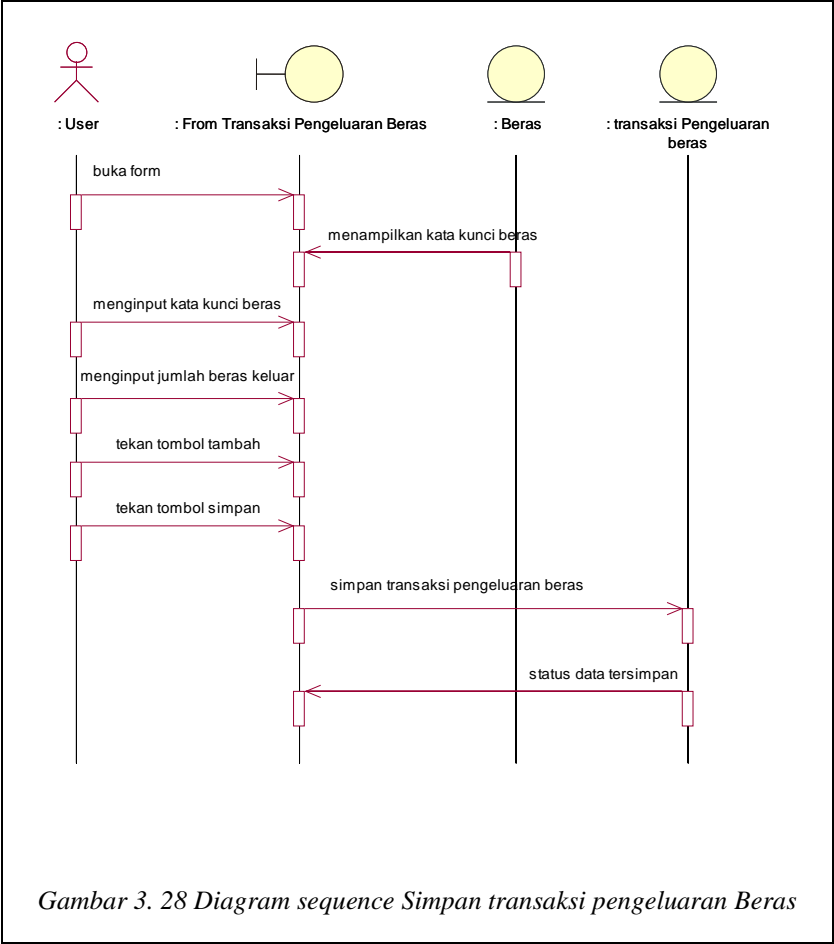 : User
: From Transaksi Pengeluaran Beras
: Beras
: transaksi Pengeluaran
beras
buka form
menampilkan kata kunci beras
menginput kata kunci beras
menginput jumlah beras keluar
tekan tombol tambah
tekan tombol simpan
simpan transaksi pengeluaran beras
status data tersimpan
Gambar 3. 28 Diagram sequence Simpan transaksi pengeluaran Beras